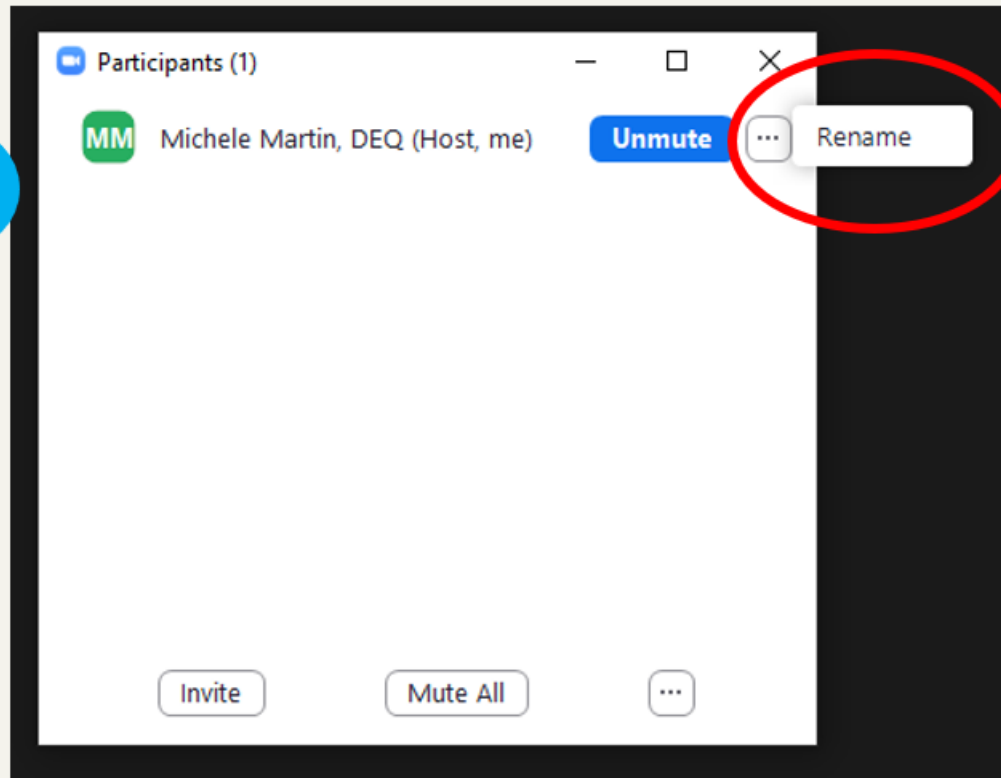 Participants (1)
MM Michele Martin, DEQ (Host, me) Unmute ... Rename
Invite Mute All ...